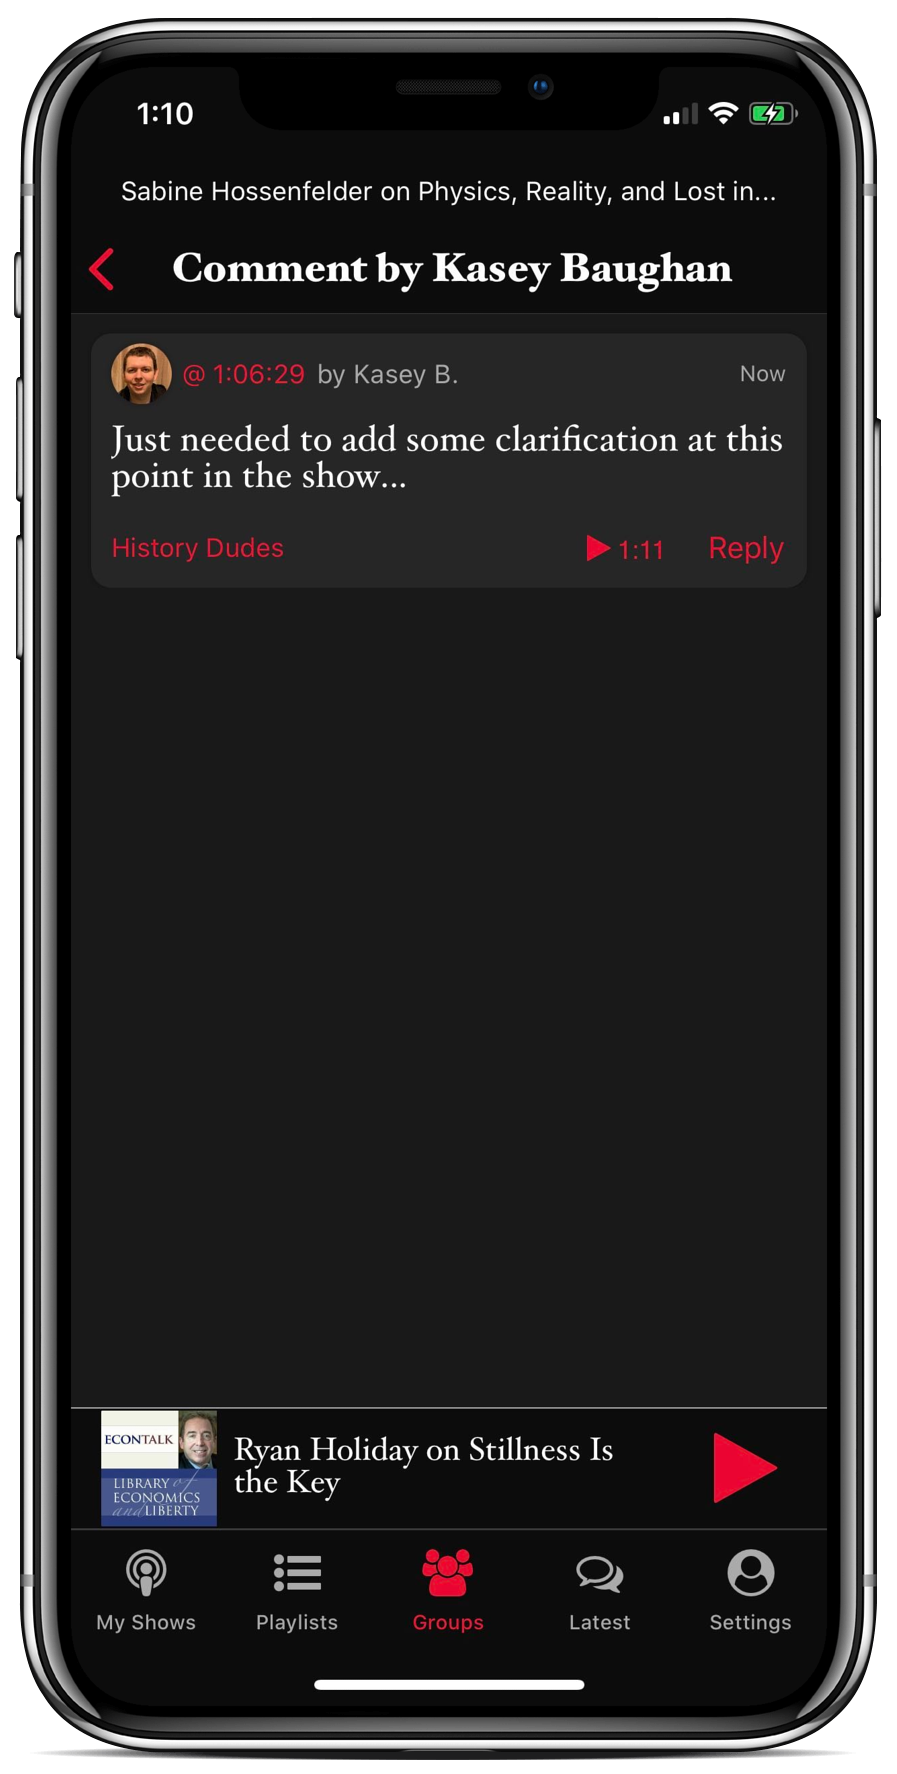 1:10
Sabine Hossenfelder on Physics, Reality, and Lost in...
Comment by Kasey Baughan
@ 1:06:29 by Kasey B. Now
Just needed to add some clarification at this
point in the show...
History Dudes 1:11 Reply
ECONTALK
LIBRARY of
ECONOMICS
and LIBERTY
Ryan Holiday on Stillness Is
the Key
My Shows Playlists Groups Latest Settings